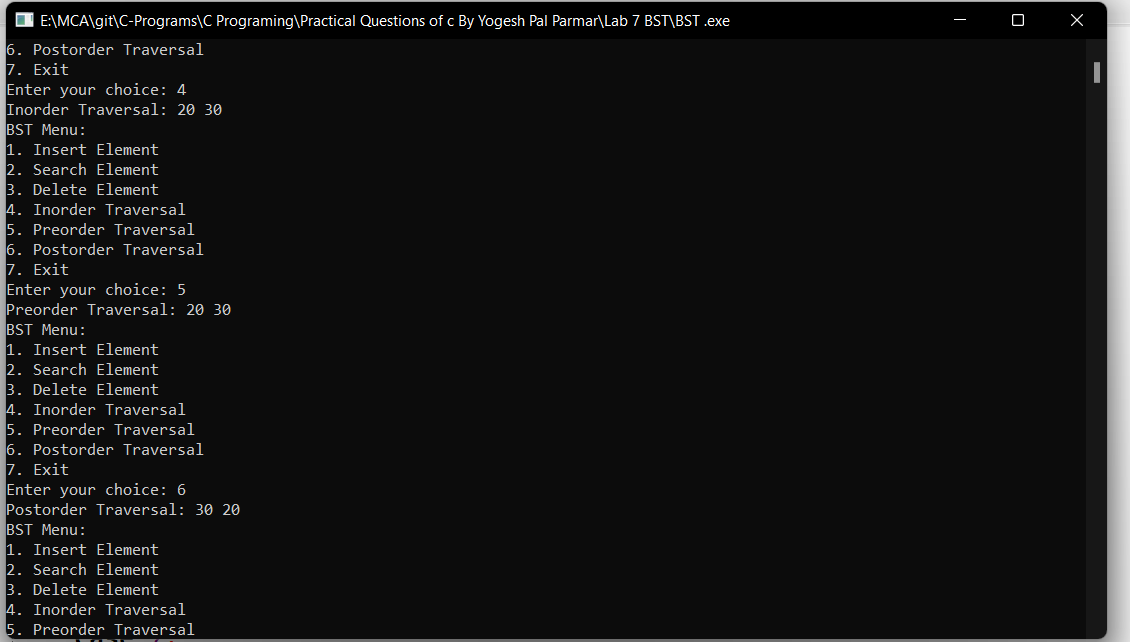 E:\MCA\git\C-Programs\C Programing\Practical Questions of c By Yogesh Pal Parmar\Lab 7 BST\BST .exe
6. Postorder Traversal
7. Exit
Enter your choice: 4
Inorder Traversal: 20 30
BST Menu:
1. Insert Element
2. Search Element
3. Delete Element
4. Inorder Traversal
5. Preorder Traversal
6. Postorder Traversal
7. Exit
Enter your choice: 5
Preorder Traversal: 20 30
BST Menu:
1. Insert Element
2. Search Element
3. Delete Element
4. Inorder Traversal
5. Preorder Traversal
6. Postorder Traversal
7. Exit
Enter your choice: 6
Postorder Traversal: 30 20
BST Menu:
1. Insert Element
2. Search Element
3. Delete Element
4. Inorder Traversal
5. Preorder Traversal